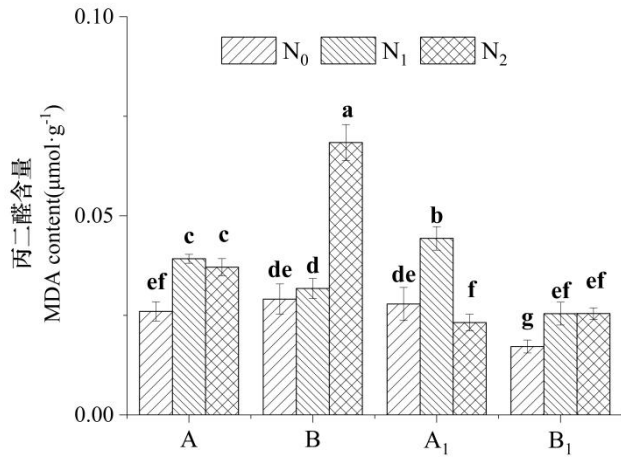 丙二醛含量
MDA content(μmol·g⁻¹)
0.10
0.05
0.00
N₀ N₁ N₂
ef c c
de d a
de b f
g ef ef
A B A₁ B₁